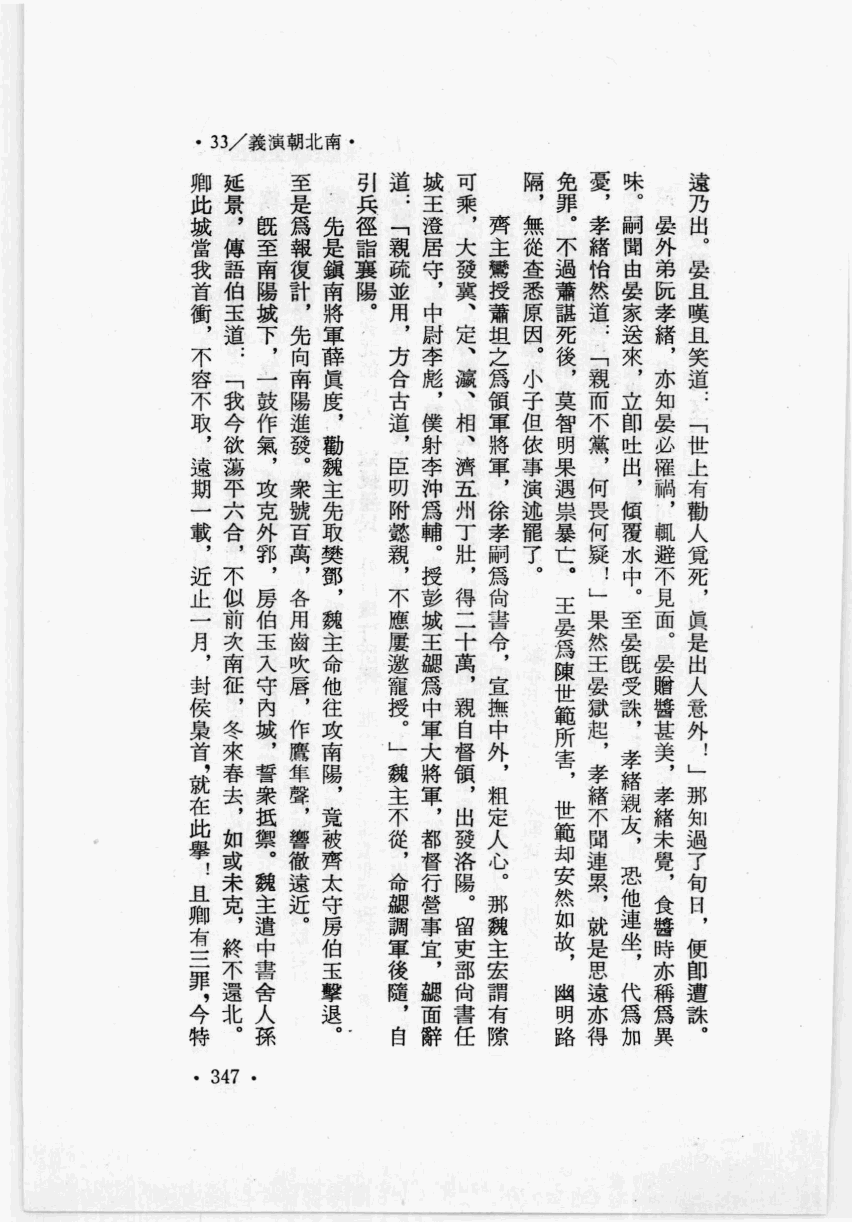 ·33/義演朝北南·
遠乃出。晏且嘆且笑道：「世上有勸人覓死，眞是出人意外！」那知過了旬日，便卽遭誅。
晏外弟阮孝緒，亦知晏必罹禍，輒避不見面。晏贈醬甚美，孝緒未覺，食醬時亦稱爲異
味。嗣聞由晏家送來，立卽吐出，傾覆水中。至晏旣受誅，孝緒親友，恐他連坐，代爲加
憂，孝緒怡然道：「親而不黨，何畏何疑！」果然王晏獄起，孝緒不聞連累，就是思遠亦得
免罪。不過蕭諶死後，莫智明果遇祟暴亡。王晏爲陳世範所害，世範却安然如故，幽明路
隔，無從查悉原因。小子但依事演述罷了。
齊主鸞授蕭坦之爲領軍將軍，徐孝嗣爲尙書令，宣撫中外，粗定人心。那魏主宏謂有隙
可乘，大發冀、定、瀛、相、濟五州丁壯，得二十萬，親自督領，出發洛陽。留吏部尙書任
城王澄居守，中尉李彪，僕射李沖爲輔。授彭城王勰爲中軍大將軍，都督行營事宜，勰面辭
道：「親疏並用，方合古道，臣叨附懿親，不應屢邀寵授。」魏主不從，命勰調軍後隨，自
引兵徑詣襄陽。
先是鎭南將軍薛眞度，勸魏主先取樊鄧，魏主命他往攻南陽，竟被齊太守房伯玉擊退。
至是爲報復計，先向南陽進發。衆號百萬，各用齒吹唇，作鷹隼聲，響徹遠近。
旣至南陽城下，一鼓作氣，攻克外郛，房伯玉入守內城，誓衆抵禦。魏主遣中書舍人孫
延景，傳語伯玉道：「我今欲蕩平六合，不似前次南征，冬來春去，如或未克，終不還北。
卿此城當我首衝，不容不取，遠期一載，近止一月，封侯梟首，就在此擧！且卿有三罪，今特
·347·